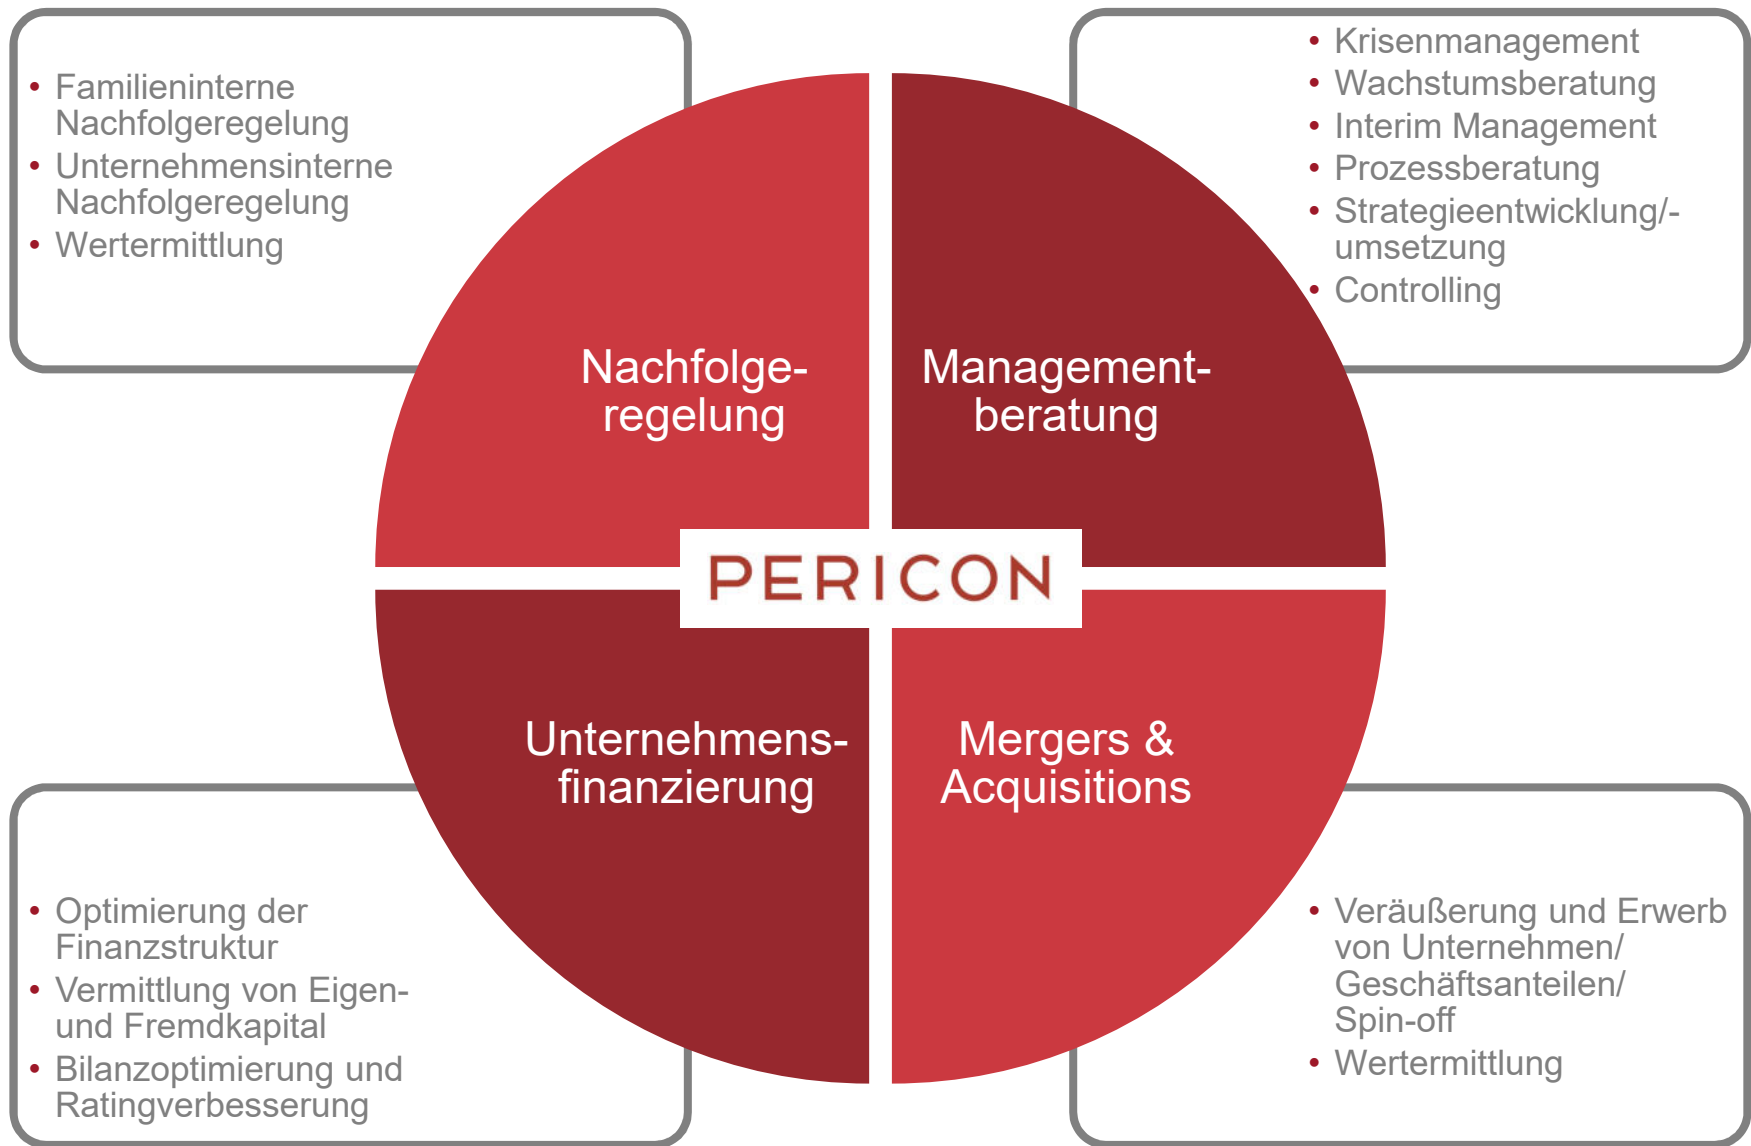 • Familieninterne
Nachfolgeregelung
• Unternehmensinterne
Nachfolgeregelung
• Wertermittlung
• Krisenmanagement
• Wachstumsberatung
• Interim Management
• Prozessberatung
• Strategieentwicklung/-
umsetzung
• Controlling
Nachfolge-
regelung
Management-
beratung
PERICON
Unternehmens-
finanzierung
Mergers &
Acquisitions
• Optimierung der
Finanzstruktur
• Vermittlung von Eigen-
und Fremdkapital
• Bilanzoptimierung und
Ratingverbesserung
• Veräußerung und Erwerb
von Unternehmen/
Geschäftsanteilen/
Spin-off
• Wertermittlung